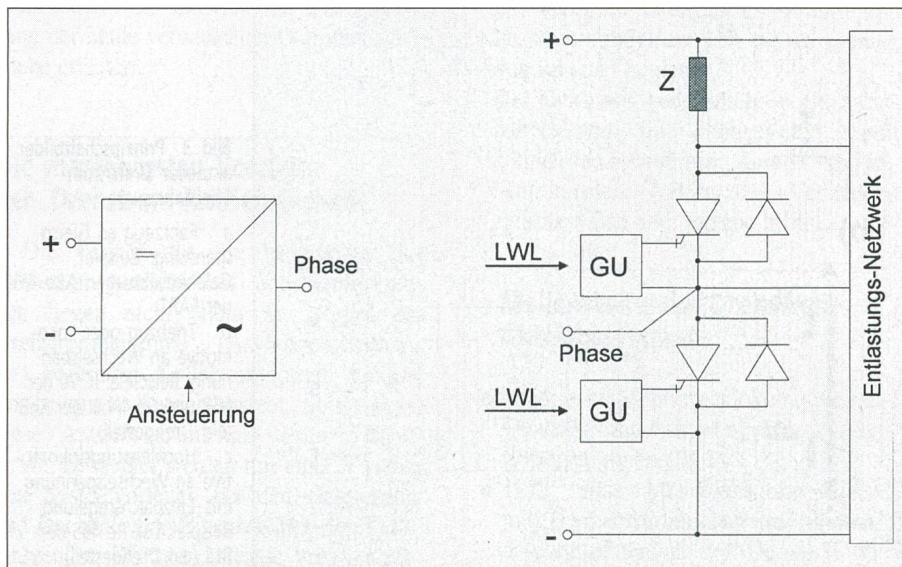 +
=
-
~
Phase
Ansteuerung
+
Z
LWL
GU
Phase
LWL
GU
-
Entlastungs-Netzwerk